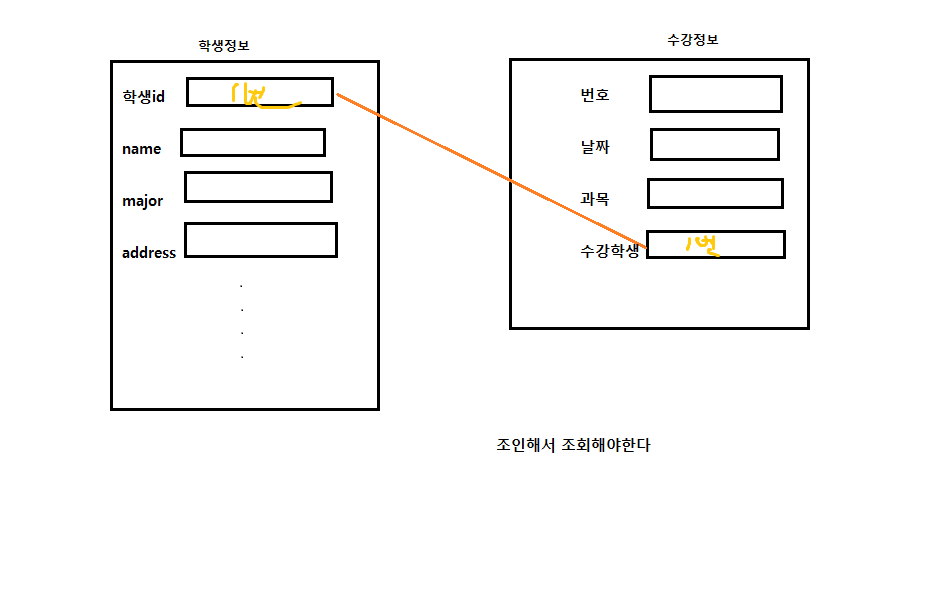 학생정보
학생id
1번
name
major
address
수강정보
번호
날짜
과목
수강학생 1번
조인해서 조회해야한다